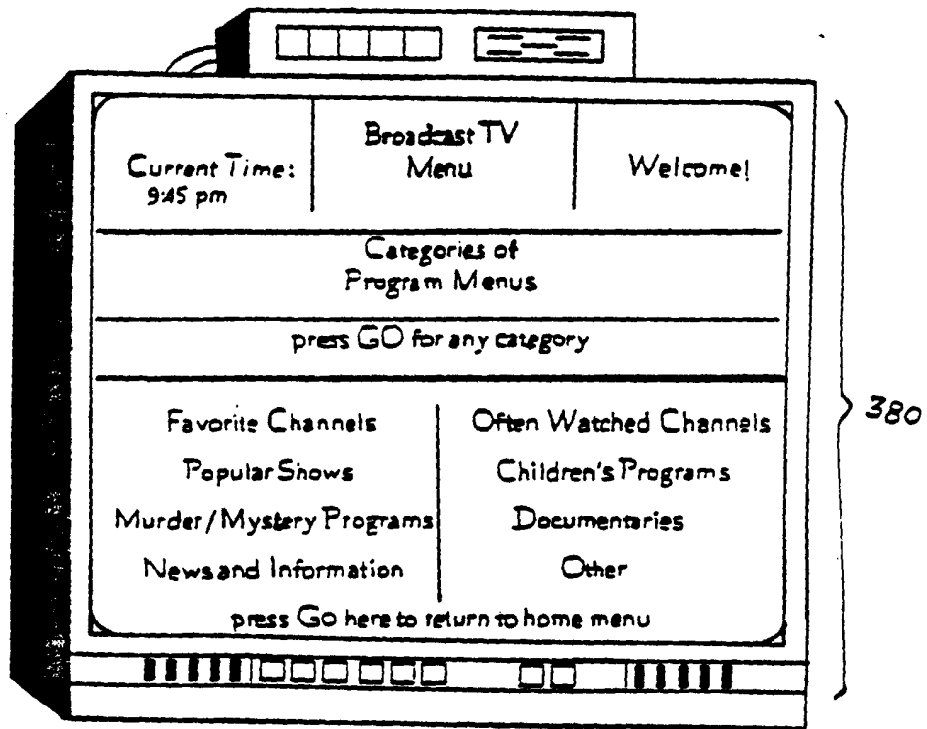 Broadcast TV
Menu
Current Time:
9:45 pm
Welcome!
Categories of
Program Menus
press GO for any category
Favorite Channels
Often Watched Channels
Popular Shows
Children's Programs
Murder/Mystery Programs
Documentaries
News and Information
Other
press Go here to return to home menu
380